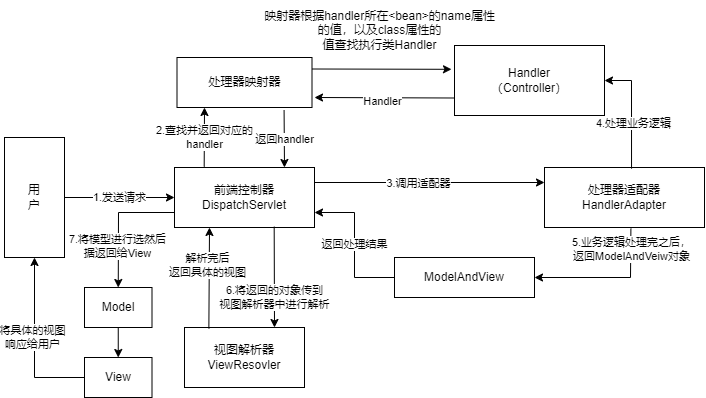 映射器根据handler所在<bean>的name属性
的值，以及class属性的
值查找执行类Handler
处理器映射器
Handler
（Controller）
Handler
2.查找并返回对应的
handler
返回handler
4.处理业务逻辑
用
户
1.发送请求
前端控制器
DispatchServlet
3.调用适配器
处理器适配器
HandlerAdapter
7.将模型进行选然后
据返回给View
解析完后
返回具体的视图
返回处理结果
5.业务逻辑处理完之后，
返回ModelAndVeiw对象
ModelAndView
6.将返回的对象传到
视图解析器中进行解析
Model
将具体的视图
响应给用户
视图解析器
ViewResovler
View